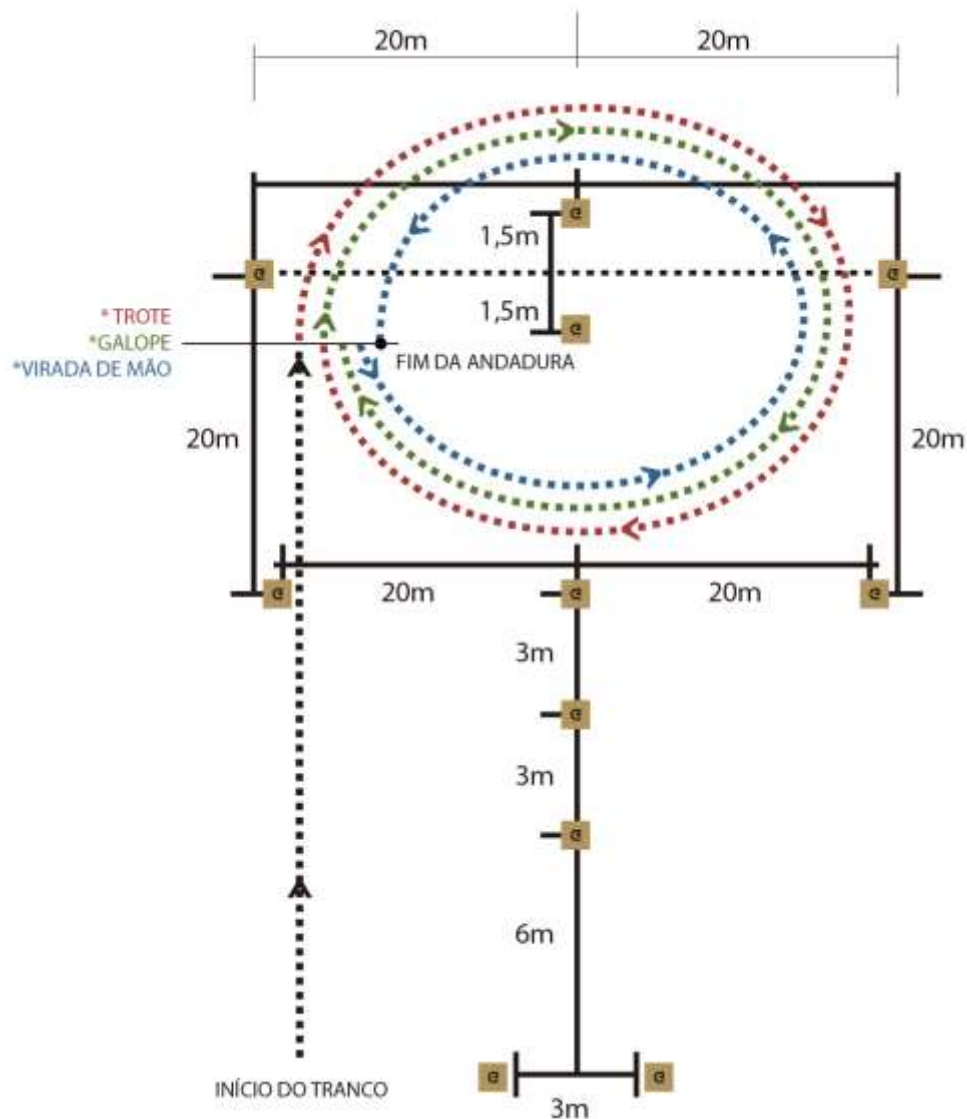 20m
20m
1,5m
1,5m
* TROTE
*GALOPE
*VIRADA DE MÃO
FIM DA ANDADURA
20m
20m
20m
20m
3m
3m
6m
INÍCIO DO TRANCO
3m